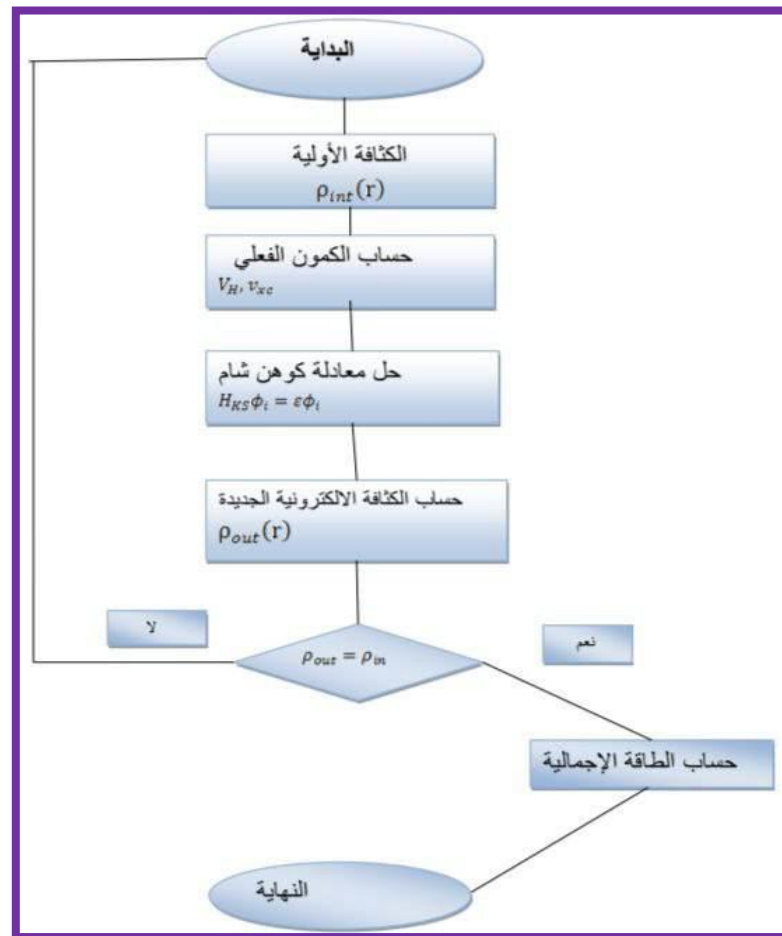 البداية
الكثافة الأولية
ρ_int(r)
حساب الكمون الفعلي
V_H, v_xc
حل معادلة كوهن شام
H_KS ϕ_i = εϕ_i
حساب الكثافة الالكترونية الجديدة
ρ_out(r)
لا
نعم
ρ_out = ρ_in
حساب الطاقة الإجمالية
النهاية